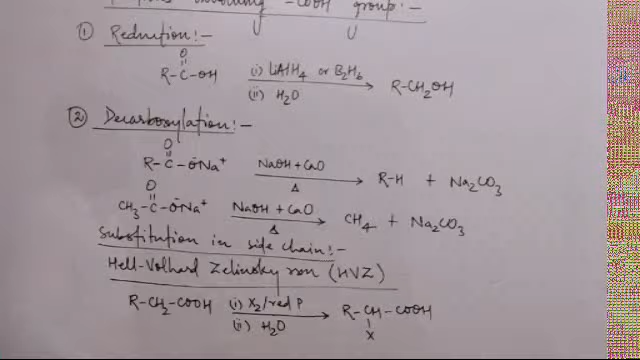 -COOH group:-
① Reduction:-
O
R-C-OH (i) LiAlH4 or B2H6 R-CH2OH
(ii) H2O
② Decarboxylation:-
O
R-C-ONa+ NaOH + CaO R-H + Na2CO3
Δ
O
CH3-C-ONa+ NaOH + CaO CH4 + Na2CO3
Δ
Substitution in side chain:-
Hell-Volhard Zelinsky rxn (HVZ)
R-CH2-COOH (i) X2/red P R-CH-COOH
(ii) H2O
X